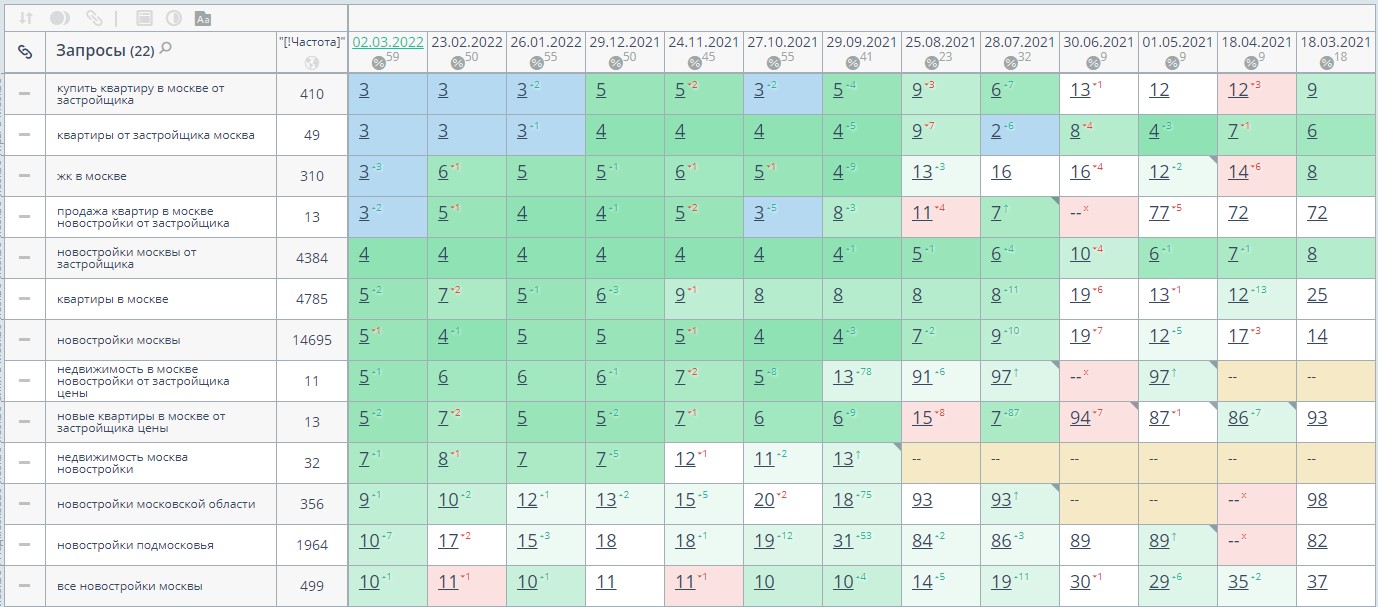 Aa
Запросы (22) "[!Частота]" 02.03.2022 23.02.2022 26.01.2022 29.12.2021 24.11.2021 27.10.2021 29.09.2021 25.08.2021 28.07.2021 30.06.2021 01.05.2021 18.04.2021 18.03.2021
% 59 % 50 % 55 % 50 % 45 % 55 % 41 % 23 % 32 % 9 % 9 % 9 % 18
купить квартиру в москве от
застройщика
410 3 3 3 -2 5 5 +2 3 -2 5 -4 9 +3 6 -7 13 +1 12 12 +3 9
квартиры от застройщика москва 49 3 3 3 -1 4 4 4 4 -5 9 +7 2 -6 8 +4 4 -3 7 +1 6
жк в москве 310 3 -3 6 +1 5 5 -1 6 +1 5 +1 4 -9 13 -3 16 16 +4 12 -2 14 +6 8
продажа квартир в москве
новостройки от застройщика
13 3 -2 5 +1 4 4 -1 5 +2 3 -5 8 -3 11 +4 7 ↑ -- x 77 +5 72 72
новостройки москвы от
застройщика
4384 4 4 4 4 4 4 4 -1 5 -1 6 -4 10 +4 6 -1 7 -1 8
квартиры в москве 4785 5 -2 7 +2 5 -1 6 -3 9 +1 8 8 8 8 -11 19 +6 13 +1 12 -13 25
новостройки москвы 14695 5 +1 4 -1 5 5 5 +1 4 4 -3 7 -2 9 -10 19 +7 12 -5 17 +3 14
недвижимость в москве
новостройки от застройщика
цены
11 5 -1 6 6 6 -1 7 +2 5 -8 13 -78 91 -6 97 ↑ -- x 97 ↑ -- --
новые квартиры в москве от
застройщика цены
13 5 -2 7 +2 5 5 -2 7 +1 6 6 -9 15 +8 7 -87 94 +7 87 +1 86 -7 93
недвижимость москва
новостройки
32 7 -1 8 +1 7 7 -5 12 +1 11 -2 13 ↑ -- -- -- -- -- --
новостройки московской области 356 9 -1 10 -2 12 -1 13 -2 15 -5 20 +2 18 -75 93 93 ↑ -- -- -- x 98
новостройки подмосковья 1964 10 -7 17 +2 15 -3 18 18 -1 19 -12 31 -53 84 -2 86 -3 89 89 ↑ -- x 82
все новостройки москвы 499 10 -1 11 +1 10 -1 11 11 +1 10 10 -4 14 -5 19 -11 30 +1 29 -6 35 -2 37